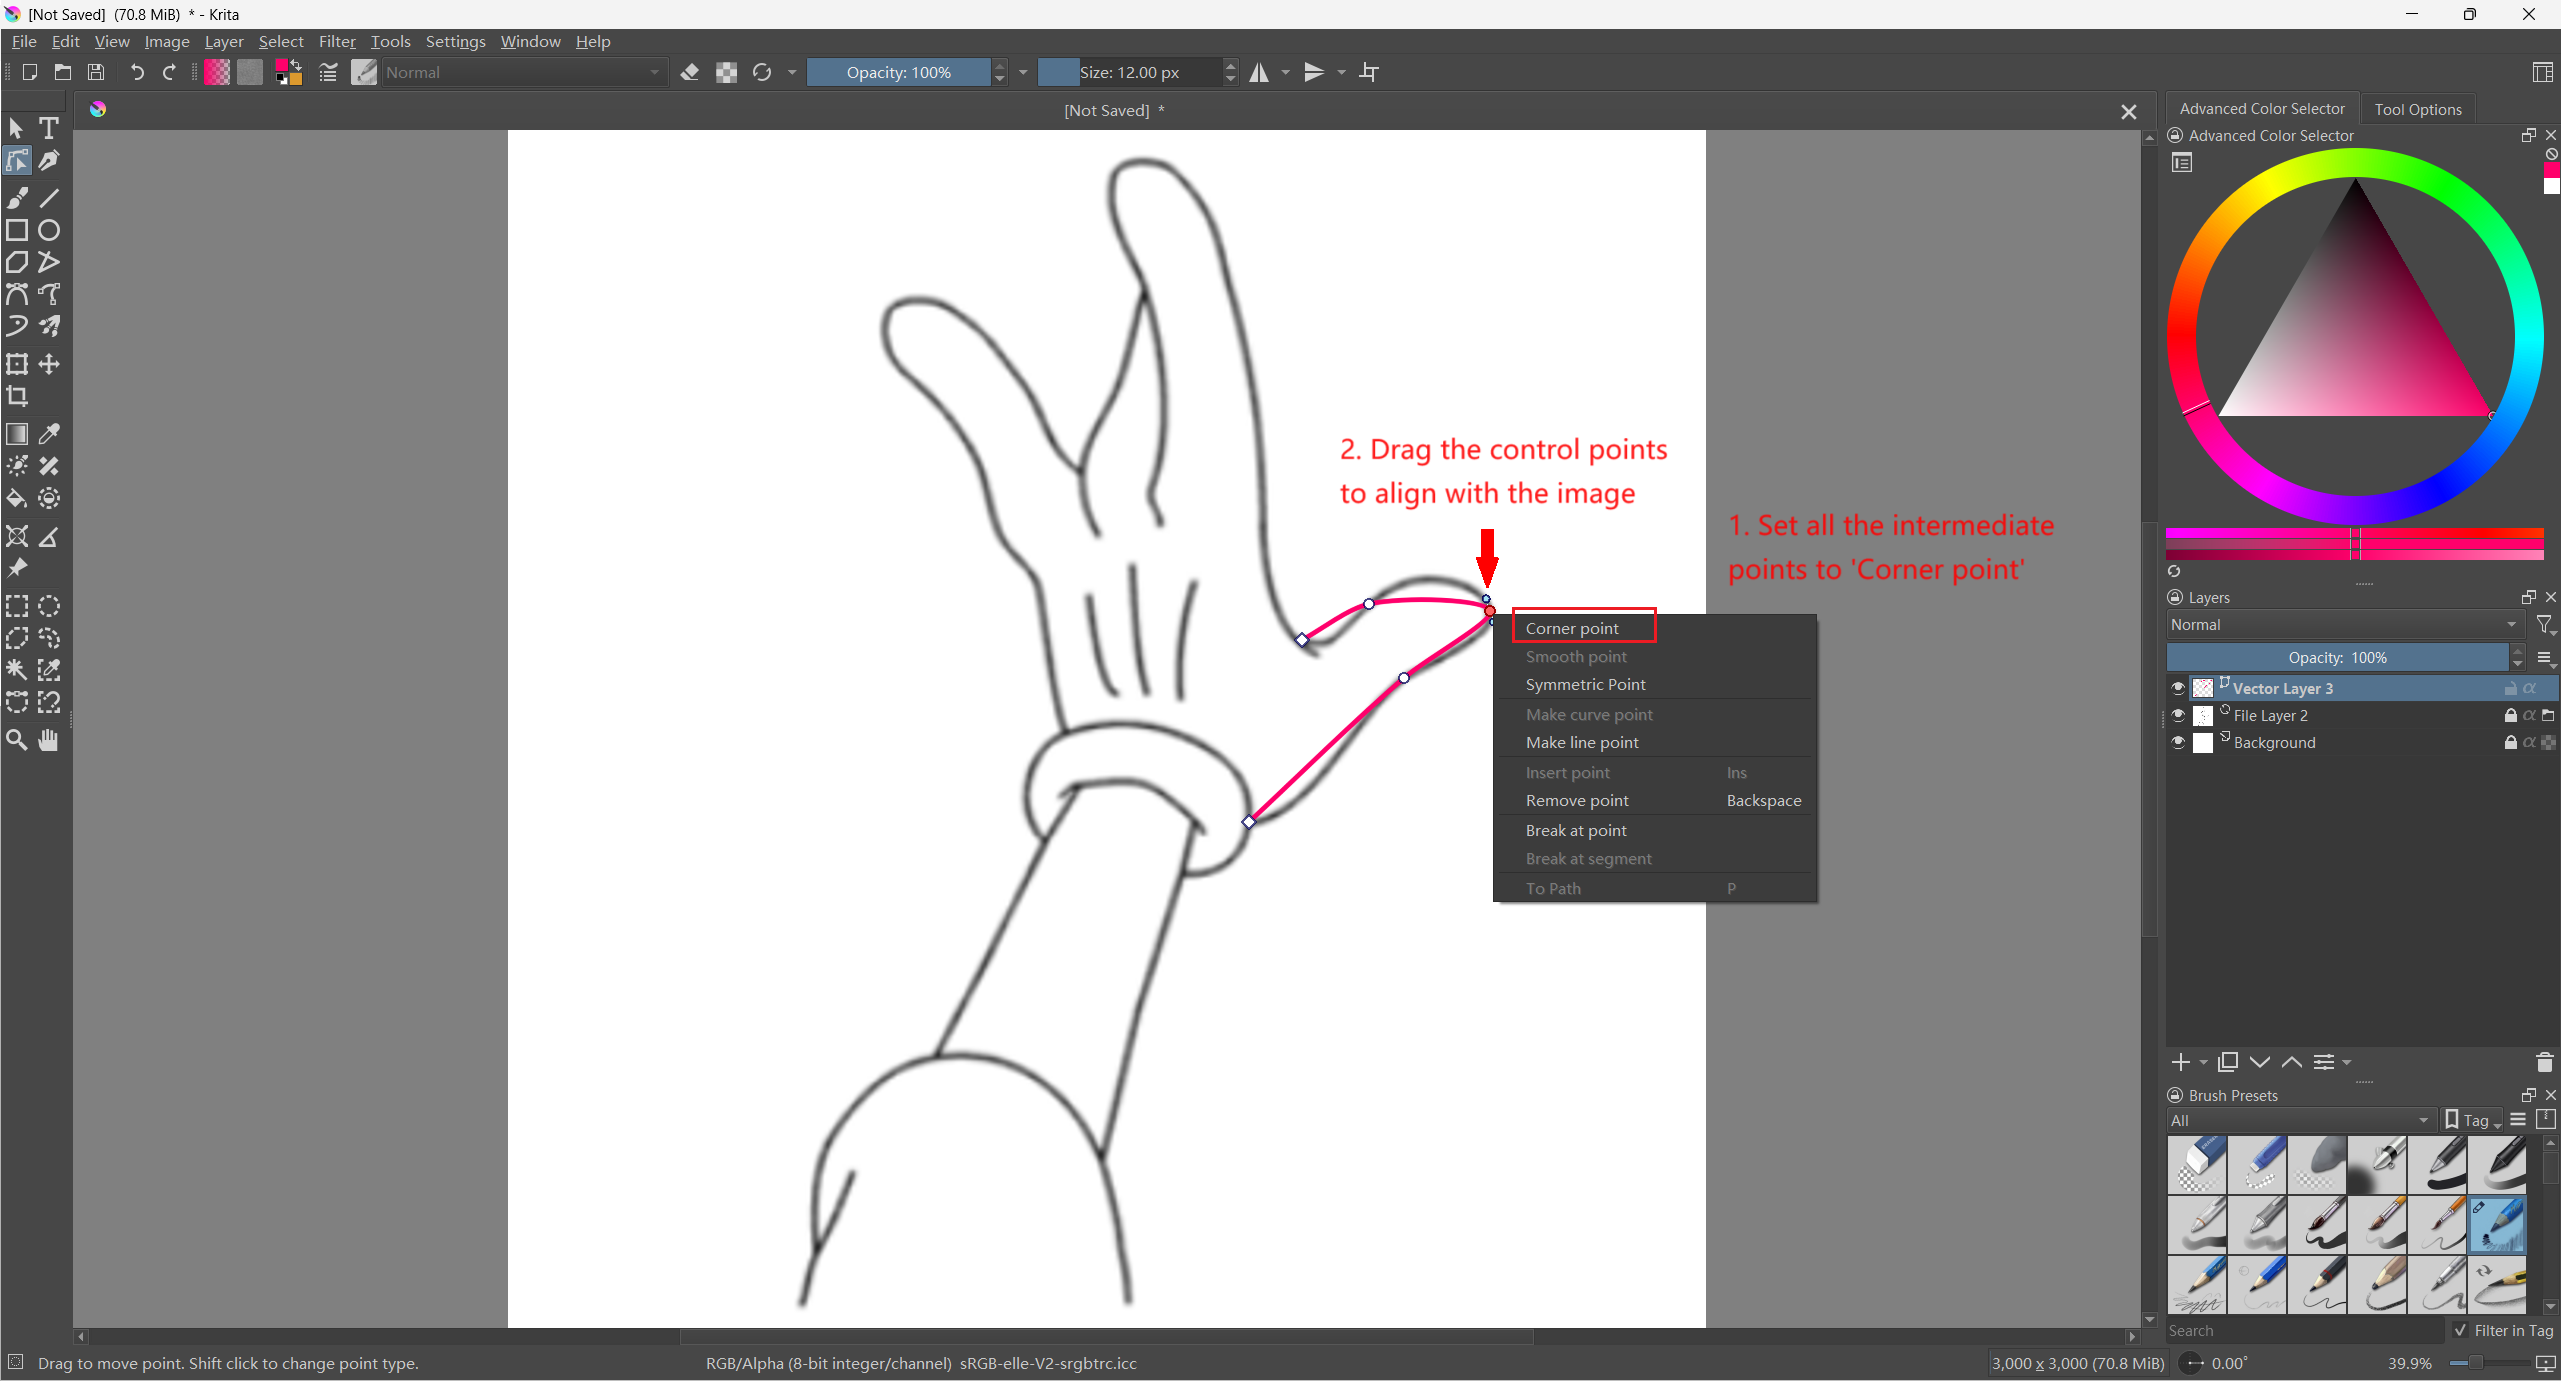 [Not Saved]  (70.8 MiB)  * - Krita
File  Edit  View  Image  Layer  Select  Filter  Tools  Settings  Window  Help
Normal  Opacity: 100%  Size: 12.00 px
[Not Saved]  *
Advanced Color Selector  Tool Options
Advanced Color Selector
2. Drag the control points
to align with the image
1. Set all the intermediate
points to 'Corner point'
Corner point
Smooth point
Symmetric Point
Make curve point
Make line point
Insert point  Ins
Remove point  Backspace
Break at point
Break at segment
To Path  P
Layers
Normal
Opacity:  100%
Vector Layer 3
File Layer 2
Background
Brush Presets
All  Tag
Search  Filter in Tag
Drag to move point. Shift click to change point type.  RGB/Alpha (8-bit integer/channel)  sRGB-elle-V2-srgbtrc.icc  3,000 x 3,000 (70.8 MiB)  0.00°  39.9%